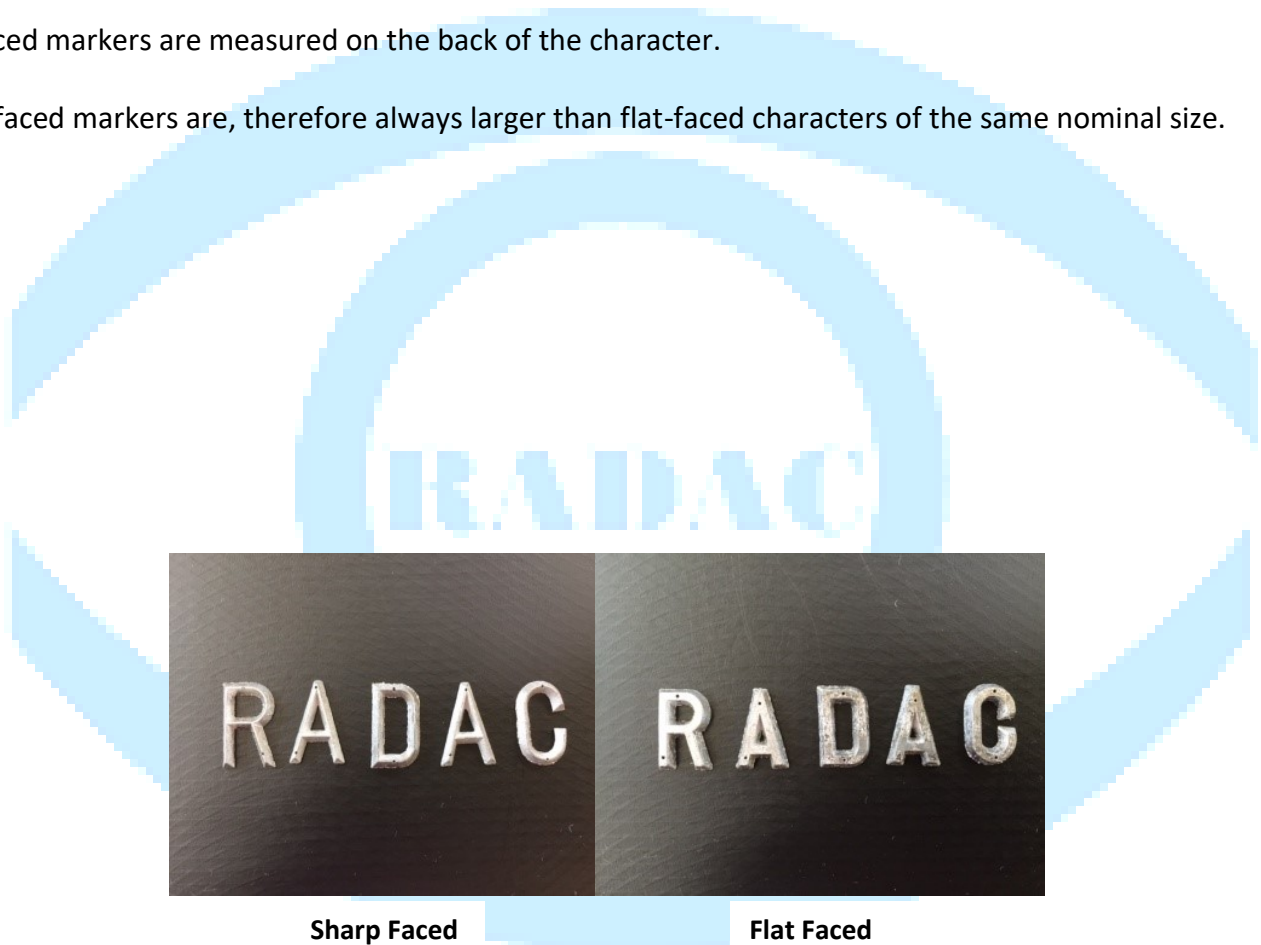 ced markers are measured on the back of the character.
faced markers are, therefore always larger than flat-faced characters of the same nominal size.
RADAC
RADAC RADAC
Sharp Faced Flat Faced